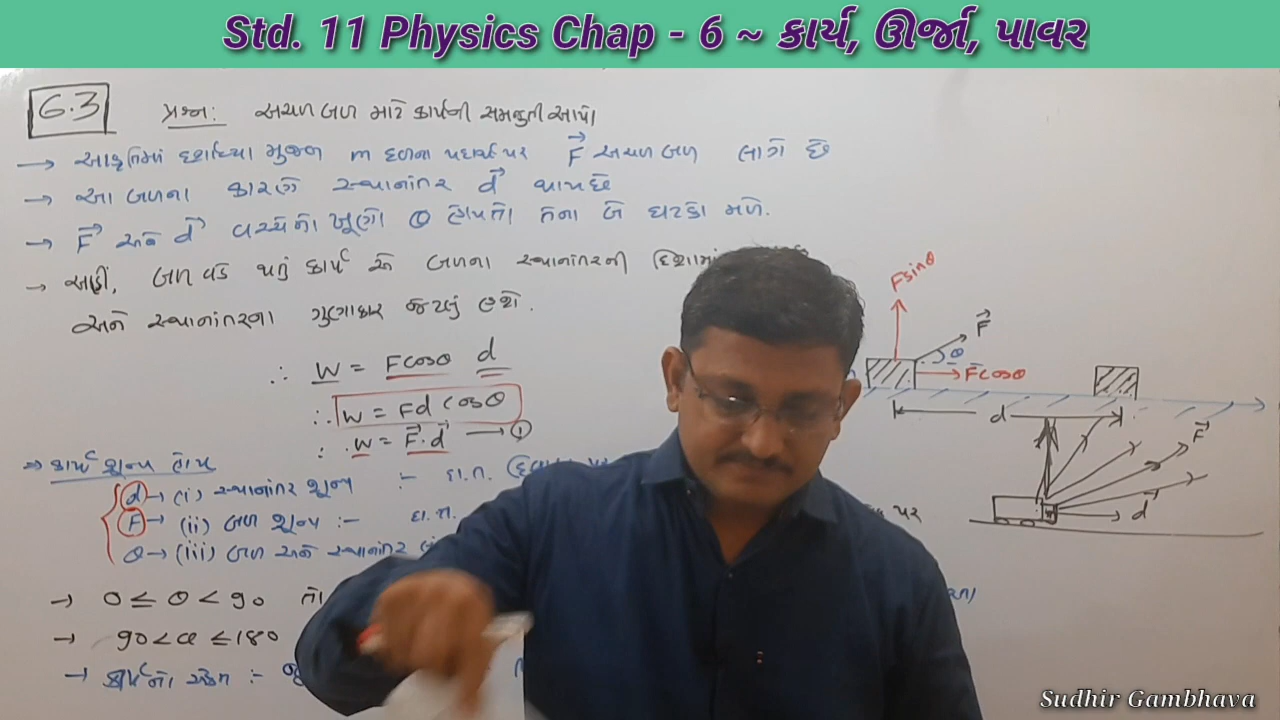 Std. 11 Physics Chap - 6 ~ કાર્ય, ઊર્જા, પાવર
6.3 પ્રશ્ન: અચળ બળ માટે કાર્યની સમજુતી આપો
→ આકૃતિમાં દર્શાવ્યા મુજબ m દળના પદાર્થ પર F⃗ અચળ બળ લાગે છે
→ આ બળના કારણે સ્થાનાંતર d⃗ થાય છે
→ F⃗ અને d⃗ વચ્ચેનો ખૂણો θ હોય તો તેના બે ઘટકો મળે.
→ અહીં, બળ વડે થતું કાર્ય એ બળના સ્થાનાંતરની દિશામાં
અને સ્થાનાંતરના ગુણાકાર જેટલું હશે.
∴ W = Fcosθ d
∴ W = Fd cosθ
∴ W = F⃗·d⃗ → ①
⇒ કાર્ય શૂન્ય હોય
d → (i) સ્થાનાંતર શૂન્ય :- દા.ત.
F → (ii) બળ શૂન્ય :- દા.ત. પર
θ → (iii) બળ અને સ્થાનાંતર
→ 0 ≤ θ < 90 તો
→ 90 < θ ≤ 180
→ કાર્યનો એકમ :-
Fsinθ
F⃗
θ
Fcosθ
d
F⃗
d⃗
Sudhir Gambhava